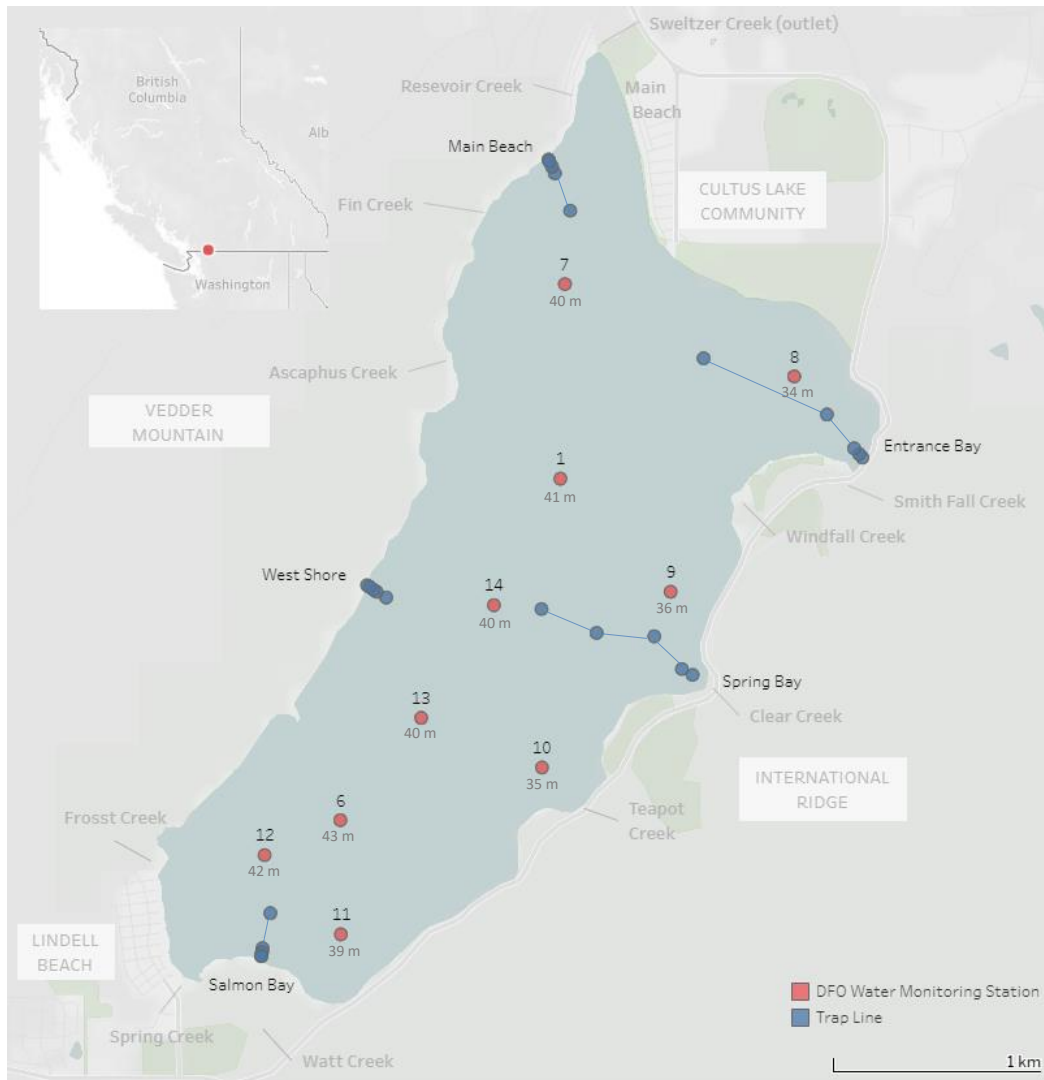 Sweltzer Creek (outlet)
British
Columbia
Resevoir Creek
Main
Beach
Alb
Main Beach
CULTUS LAKE
COMMUNITY
Fin Creek
7
40 m
Washington
Ascaphus Creek
8
34 m
VEDDER
MOUNTAIN
Entrance Bay
1
41 m
Smith Fall Creek
Windfall Creek
West Shore
14
40 m
9
36 m
Spring Bay
13
40 m
Clear Creek
10
35 m
INTERNATIONAL
RIDGE
Teapot
Creek
Frosst Creek
6
43 m
12
42 m
11
39 m
LINDELL
BEACH
Salmon Bay
DFO Water Monitoring Station
Trap Line
Spring Creek
Watt Creek
1 km